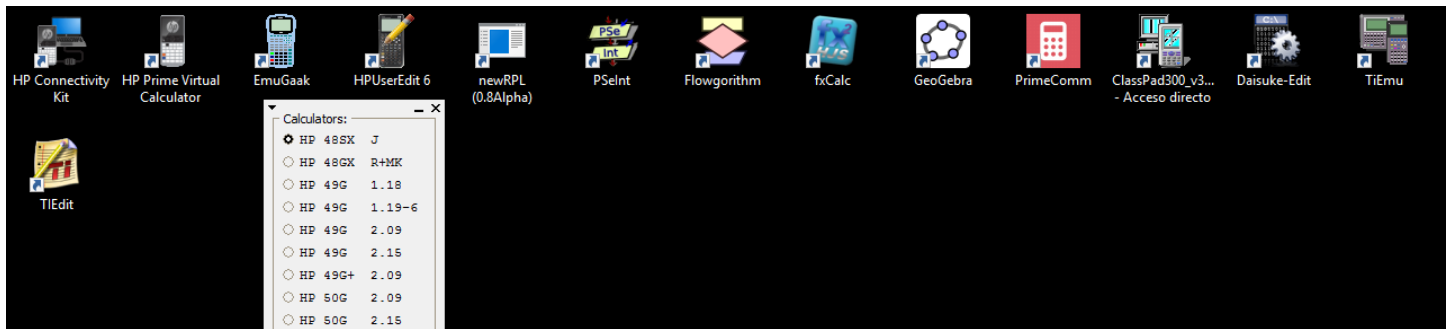 HP Connectivity
Kit
HP Prime Virtual
Calculator
EmuGaak
HPUserEdit 6
newRPL
(0.8Alpha)
PSeInt
Flowgorithm
fxCalc
GeoGebra
PrimeComm
ClassPad300_v3...
- Acceso directo
Daisuke-Edit
TiEmu
TIEdit
Calculators:
HP 48SX J
HP 48GX R+MK
HP 49G 1.18
HP 49G 1.19-6
HP 49G 2.09
HP 49G 2.15
HP 49G+ 2.09
HP 50G 2.09
HP 50G 2.15